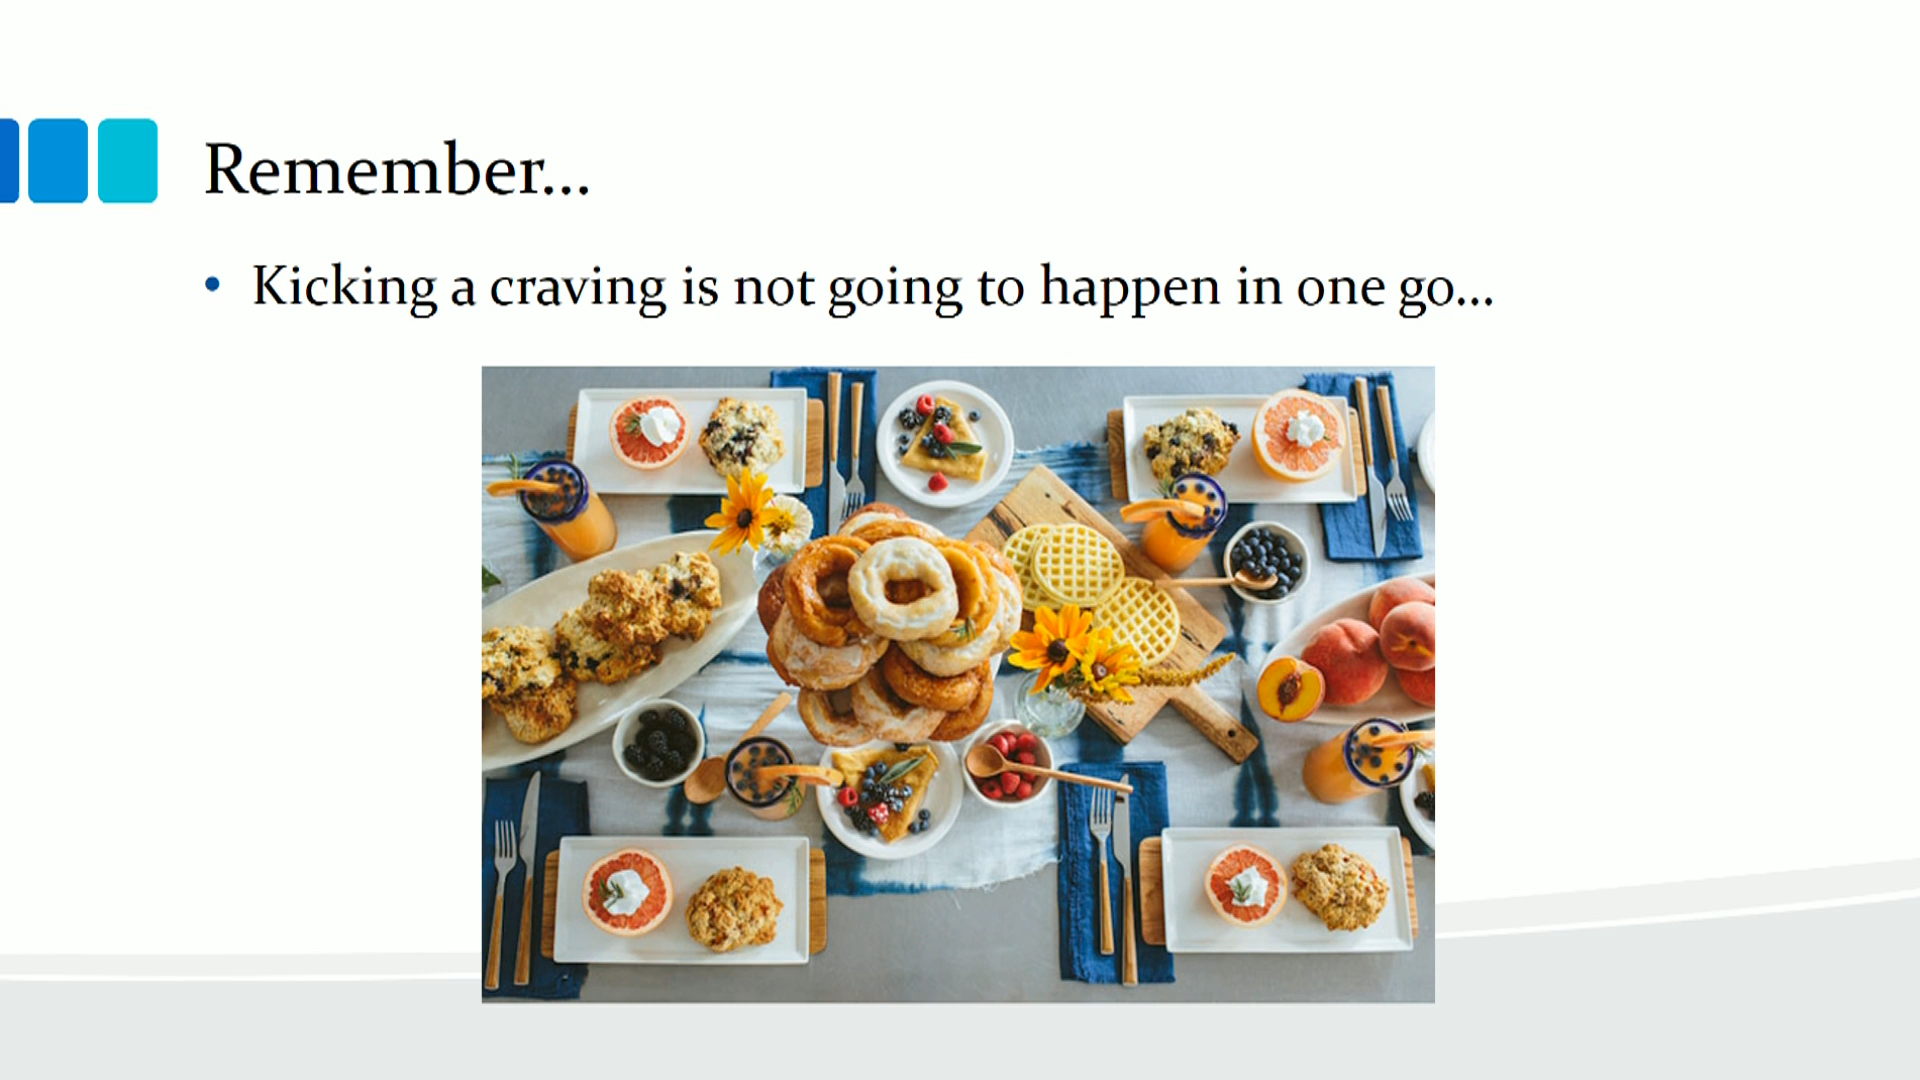 Remember...
• Kicking a craving is not going to happen in one go...